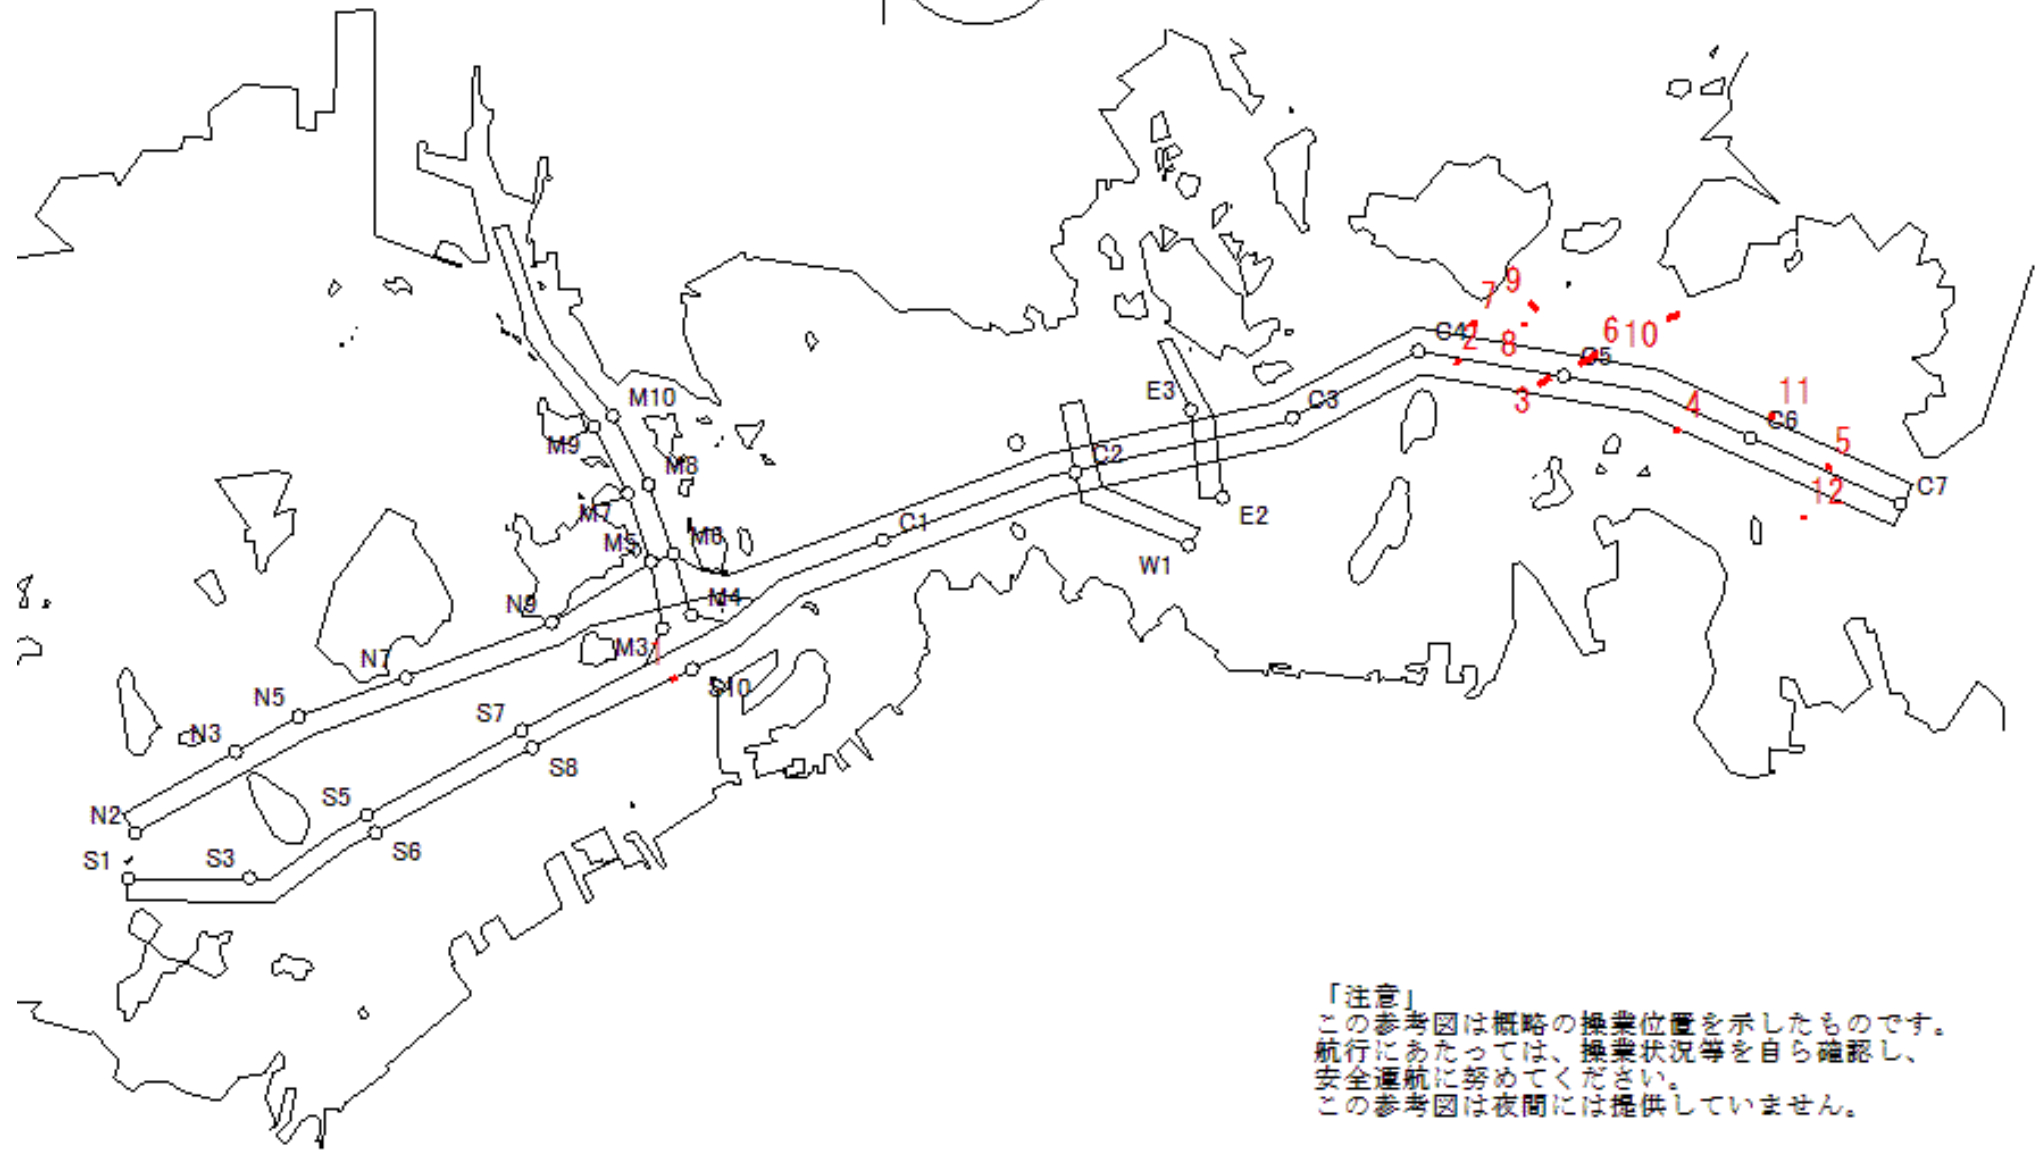 9
7
C4
2
8
6
10
C5
M10
E3
C3
3
4
11
C6
M9
M8
C2
5
C7
M7
12
E2
C1
M5
M6
W1
N9
M4
M3
1
N7
S10
N5
S7
N3
S8
S5
N2
S6
S1
S3
「注意」
この参考図は概略の操業位置を示したものです。
航行にあたっては、操業状況等を自ら確認し、
安全運航に努めてください。
この参考図は夜間には提供していません。